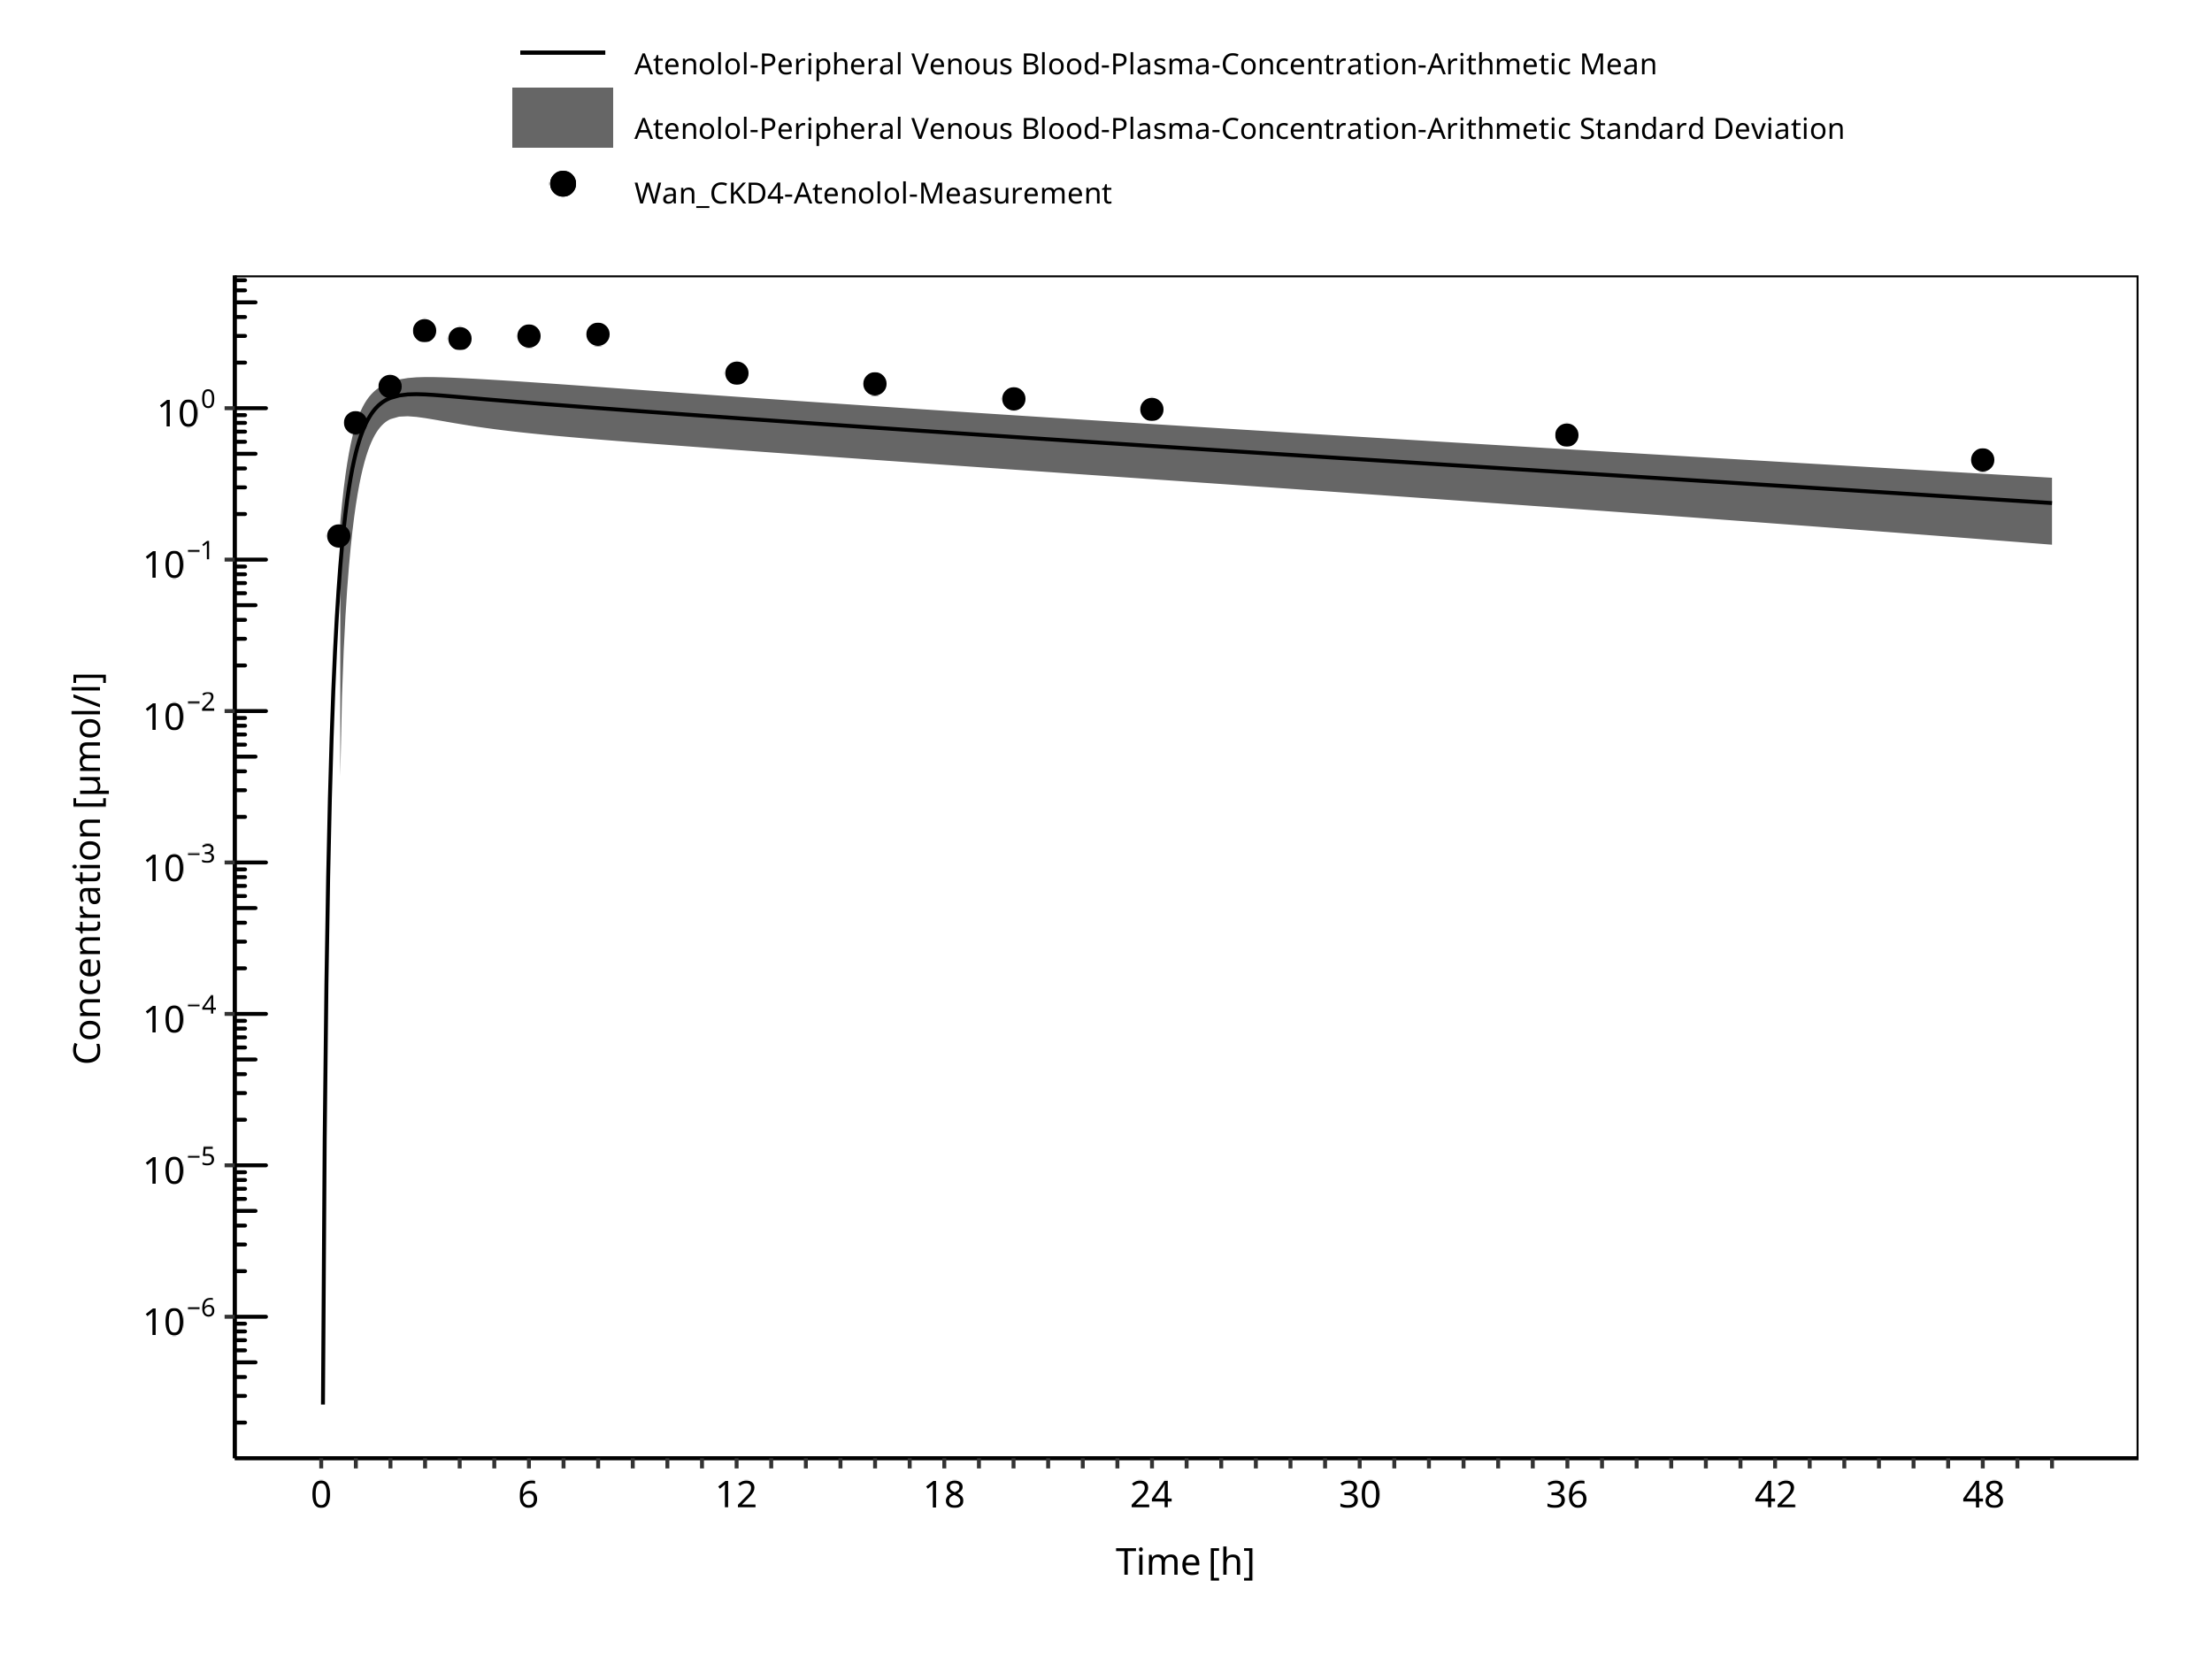 Atenolol-Peripheral Venous Blood-Plasma-Concentration-Arithmetic Mean
Atenolol-Peripheral Venous Blood-Plasma-Concentration-Arithmetic Standard Deviation
Wan_CKD4-Atenolol-Measurement
Concentration [µmol/l]
10⁰
10⁻¹
10⁻²
10⁻³
10⁻⁴
10⁻⁵
10⁻⁶
0 6 12 18 24 30 36 42 48
Time [h]